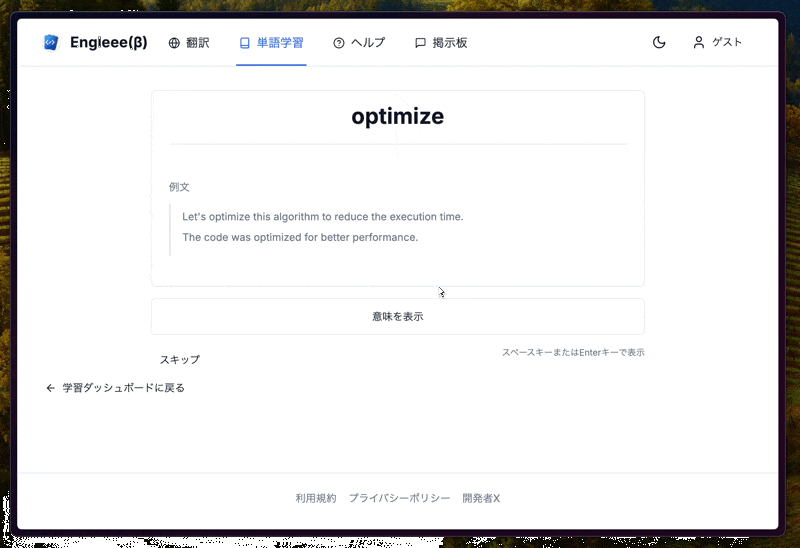 Engieee(β) 翻訳 単語学習 ヘルプ 掲示板 ゲスト
optimize
例文
Let's optimize this algorithm to reduce the execution time.
The code was optimized for better performance.
意味を表示
スペースキーまたはEnterキーで表示
スキップ
学習ダッシュボードに戻る
利用規約 プライバシーポリシー 開発者X